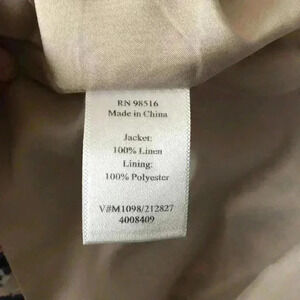 RN 98516
Made in China
Jacket:
100% Linen
Lining:
100% Polyester
V#M1098/212827
4008409